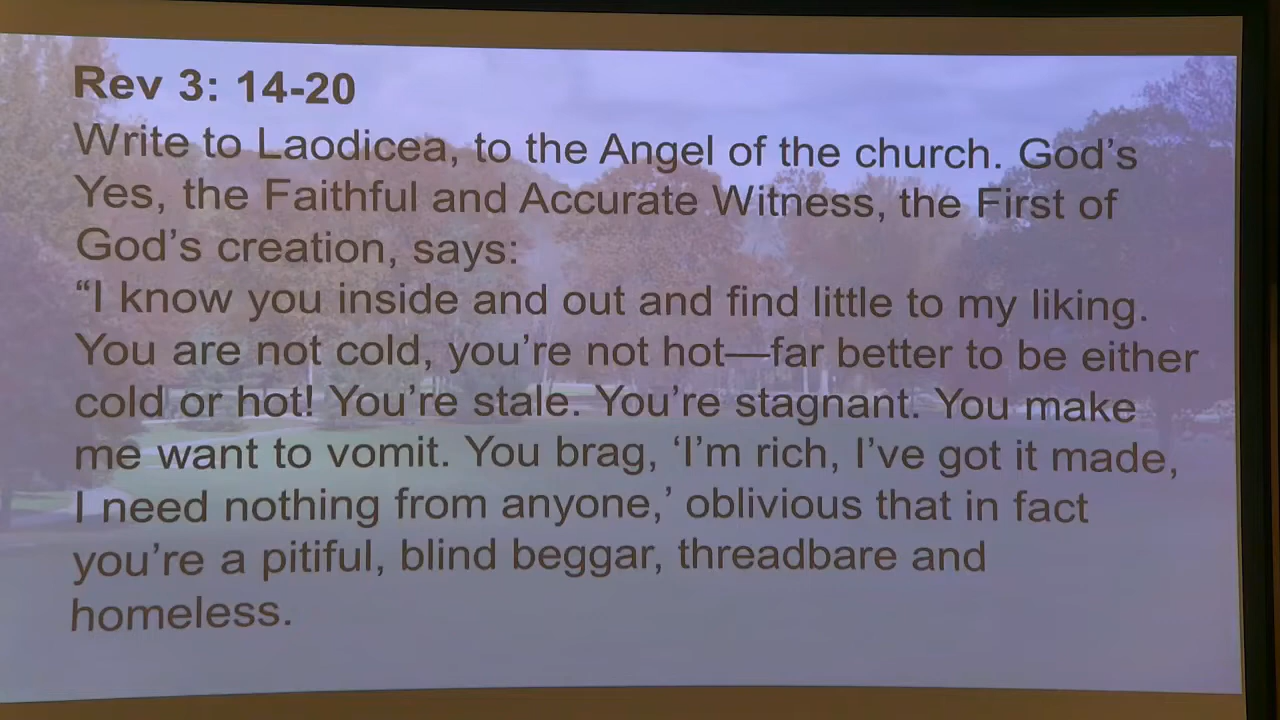 Rev 3: 14-20
Write to Laodicea, to the Angel of the church. God’s
Yes, the Faithful and Accurate Witness, the First of
God’s creation, says:
“I know you inside and out and find little to my liking.
You are not cold, you’re not hot—far better to be either
cold or hot! You’re stale. You’re stagnant. You make
me want to vomit. You brag, ‘I’m rich, I’ve got it made,
I need nothing from anyone,’ oblivious that in fact
you’re a pitiful, blind beggar, threadbare and
homeless.